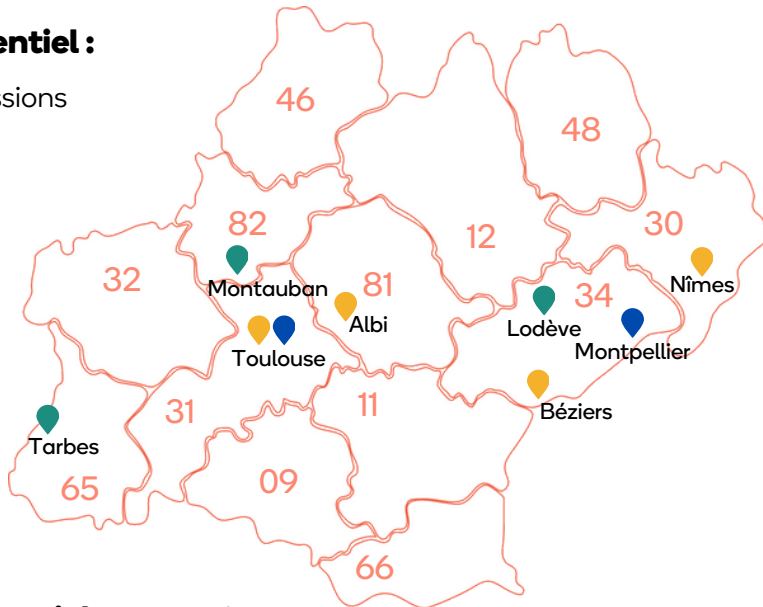 entiel :
ssions
46
48
82
30
12
32
81
Nîmes
Montauban
34
Albi
Lodève
Toulouse
Montpellier
11
31
Béziers
Tarbes
65
09
66